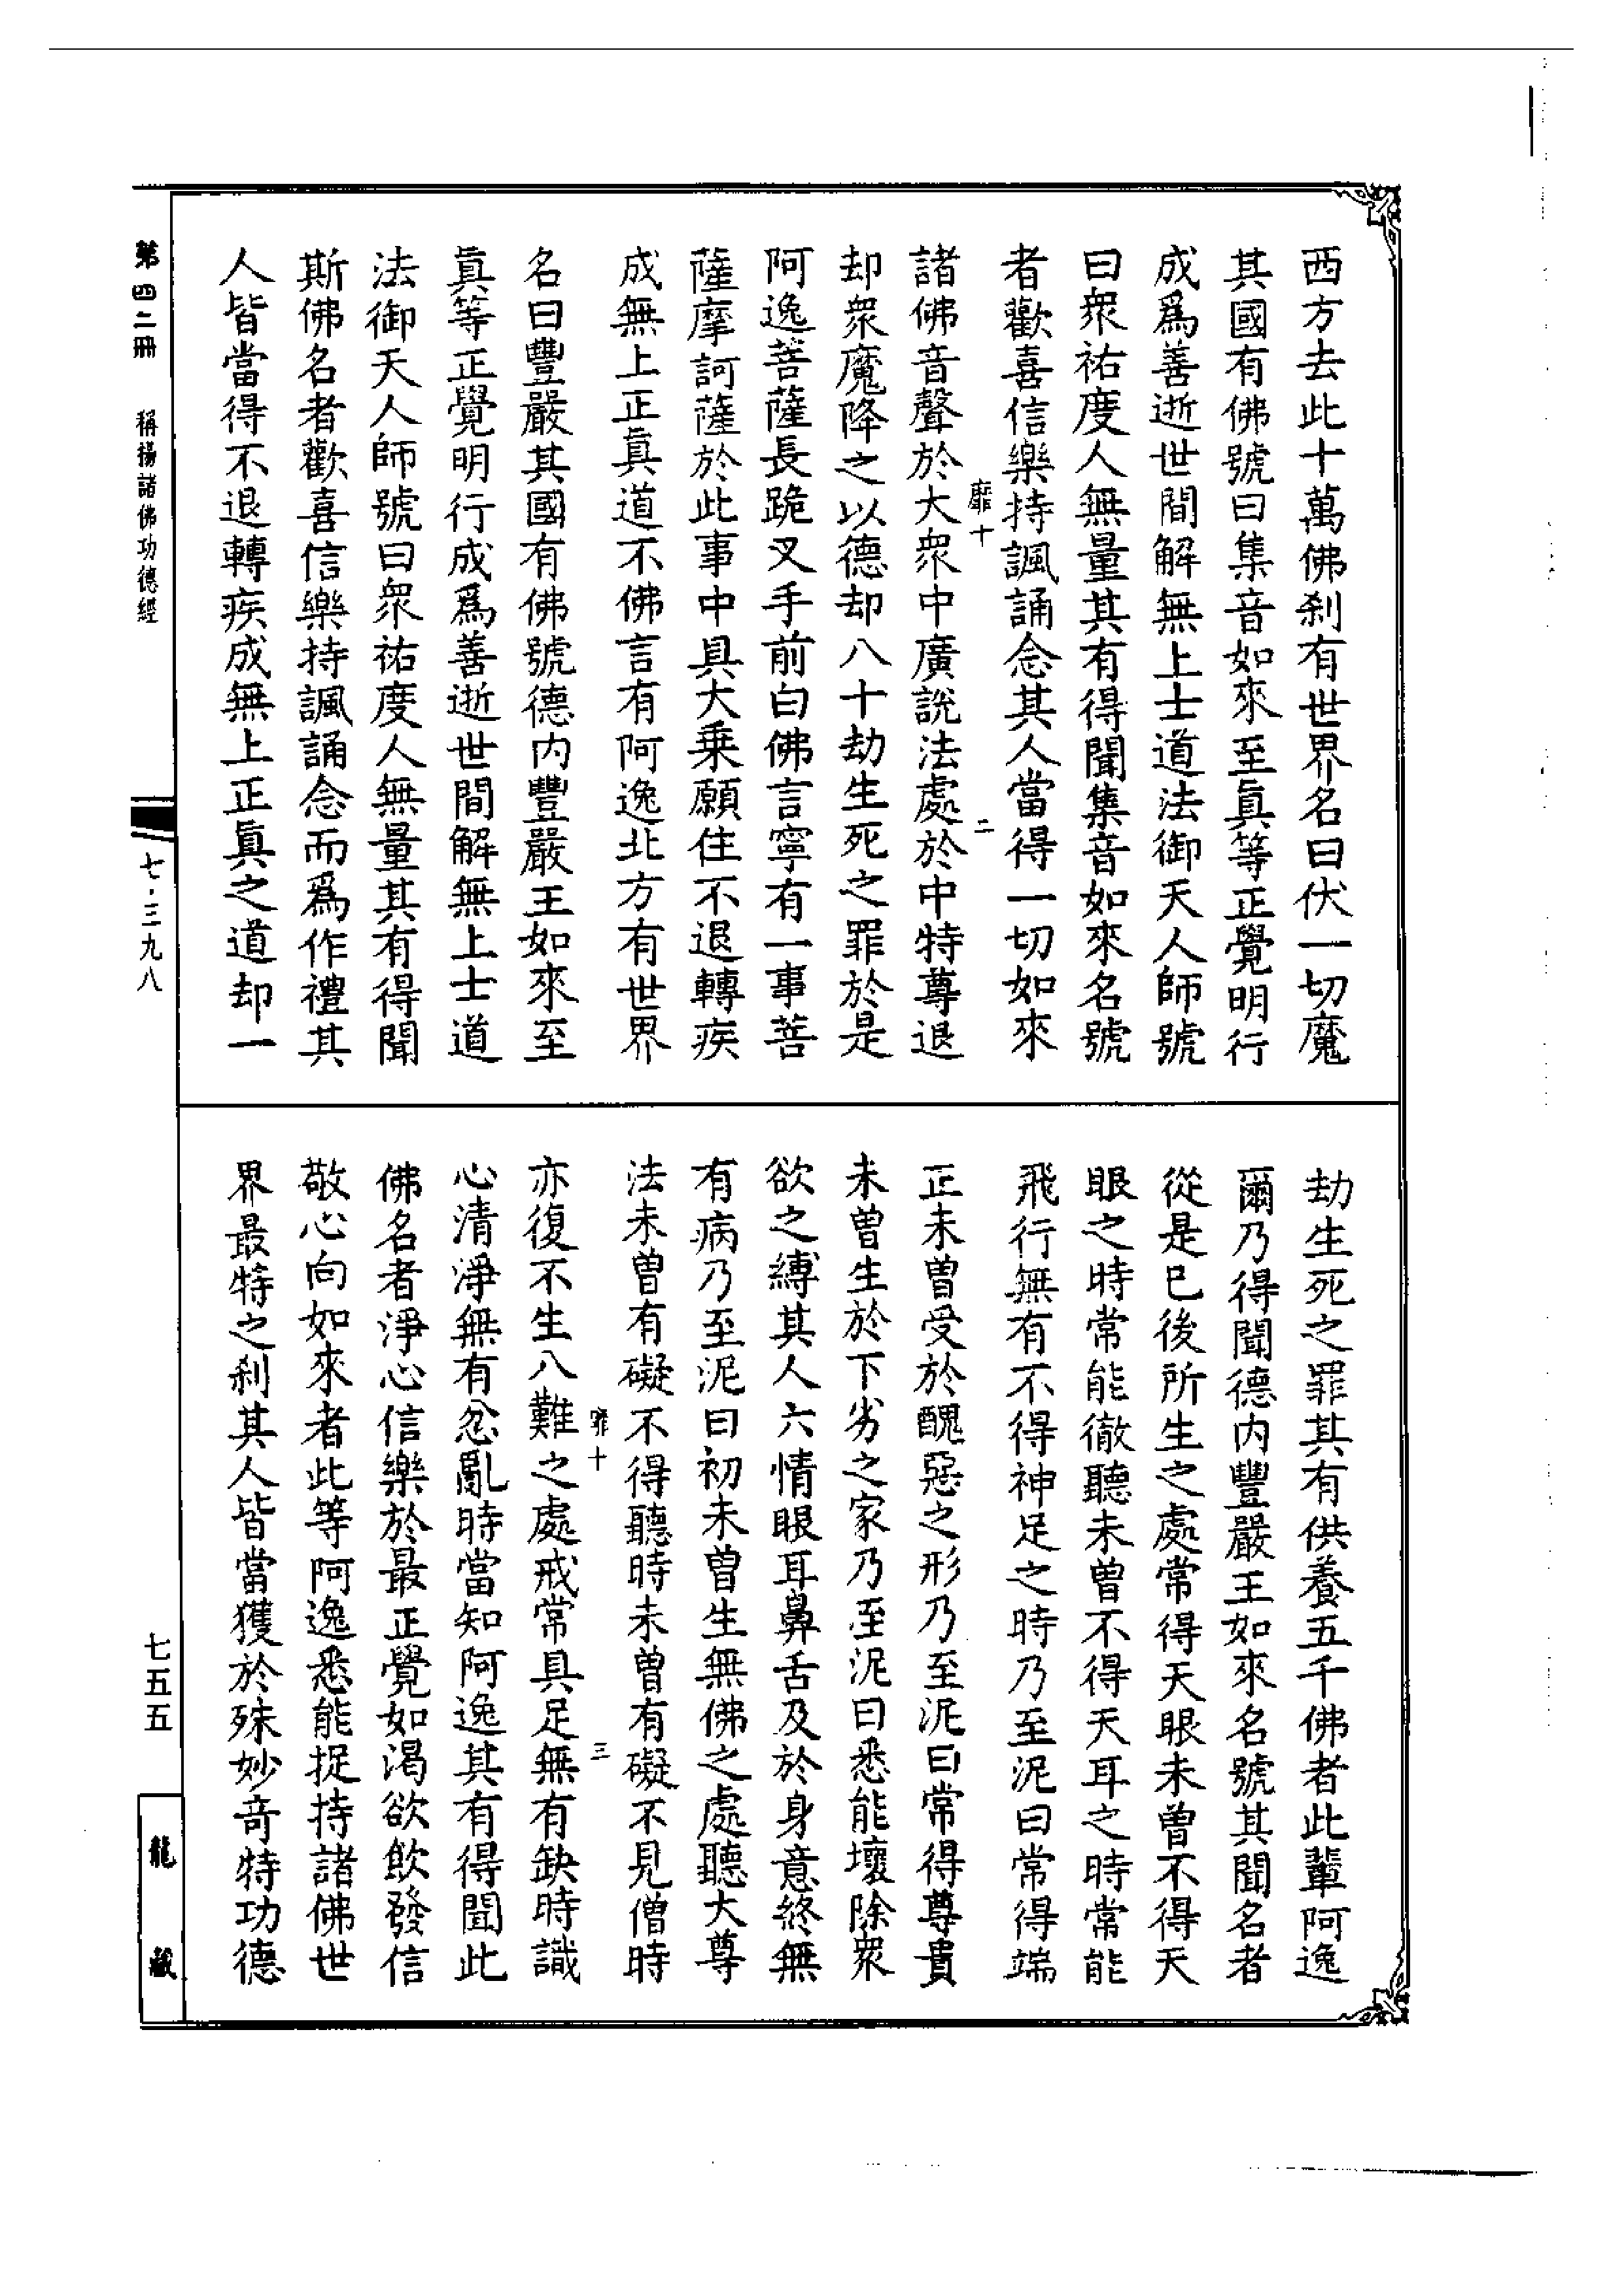 西方去此十萬佛刹有世界名曰伏一切魔
其國有佛號曰集音如來至眞等正覺明行
成爲善逝世間解無上士道法御天人師號
曰衆祐度人無量其有得聞集音如來名號
者歡喜信樂持諷誦念其人當得一切如來
靡十
二
諸佛音聲於大衆中廣説法處於中特尊退
却衆魔降之以德却八十劫生死之罪於是
阿逸菩薩長跪叉手前白佛言寧有一事菩
薩摩訶薩於此事中具大乗願住不退轉疾
成無上正眞道不佛言有阿逸北方有世界
名曰豐嚴其國有佛號德内豐嚴王如來至
眞等正覺明行成爲善逝世間解無上士道
法御天人師號曰衆祐度人無量其有得聞
斯佛名者歡喜信樂持諷誦念而爲作禮其
人皆當得不退轉疾成無上正眞之道却一
劫生死之罪其有供養五千佛者此輩阿逸
爾乃得聞德内豐嚴王如來名號其聞名者
從是已後所生之處常得天眼未曾不得天
眼之時常能徹聽未曾不得天耳之時常能
飛行無有不得神足之時乃至泥曰常得端
正未曾受於醜惡之形乃至泥曰常得尊貴
未曾生於下劣之家乃至泥曰悉能壞除衆
欲之縛其人六情眼耳鼻舌及於身意終無
有病乃至泥曰初未曾生無佛之處聽大尊
法未曾有礙不得聽時未曾有礙不見僧時
靡十
三
亦復不生八難之處戒常具足無有缺時識
心清淨無有忿亂時當知阿逸其有得聞此
佛名者淨心信樂於最正覺如渴欲飲發信
敬心向如來者此等阿逸悉能捉持諸佛世
界最特之刹其人皆當獲於殊妙竒特功德
第四二冊
稱揚諸佛功德經
七·三九八
七五五
龍藏